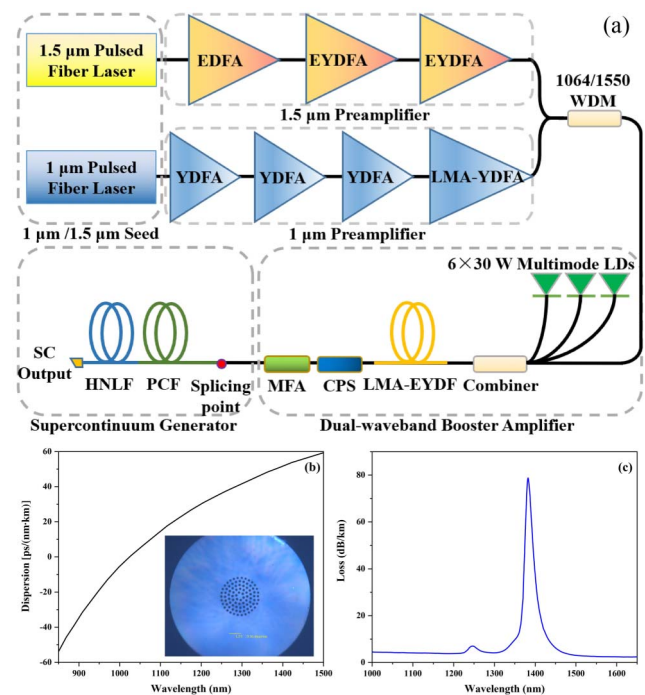 (a)
1.5 μm Pulsed
Fiber Laser
EDFA
EYDFA
EYDFA
1.5 μm Preamplifier
1064/1550
WDM
1 μm Pulsed
Fiber Laser
YDFA
YDFA
YDFA
LMA-YDFA
1 μm /1.5 μm Seed
1 μm Preamplifier
6×30 W Multimode LDs
SC
Output
HNLF
PCF
Splicing
point
MFA
CPS
LMA-EYDF
Combiner
Supercontinuum Generator
Dual-waveband Booster Amplifier
(b)
Dispersion [ps/(nm·km)]
60
40
20
0
-20
-40
-60
900
1000
1100
1200
1300
1400
1500
Wavelength (nm)
(c)
Loss (dB/km)
100
80
60
40
20
0
1000
1100
1200
1300
1400
1500
1600
Wavelength (nm)